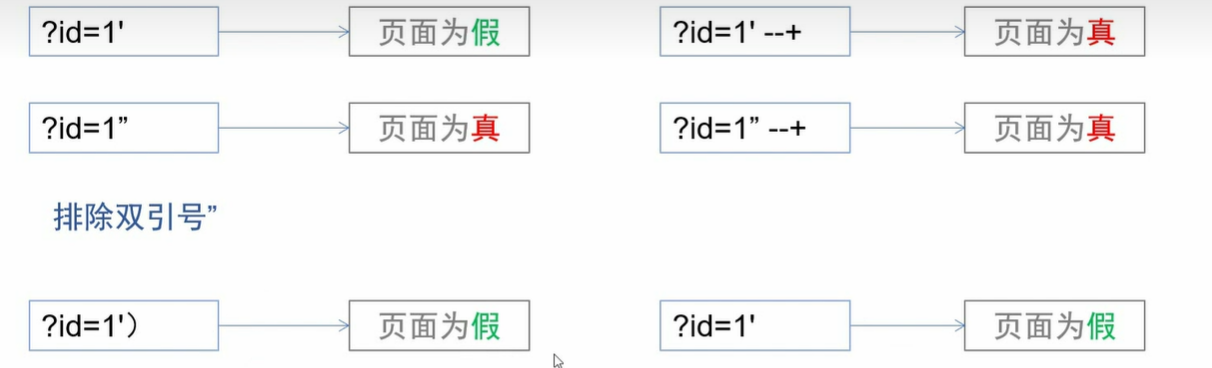 ?id=1' 页面为假 ?id=1' --+ 页面为真
?id=1” 页面为真 ?id=1” --+ 页面为真
排除双引号”
?id=1'） 页面为假 ?id=1' 页面为假